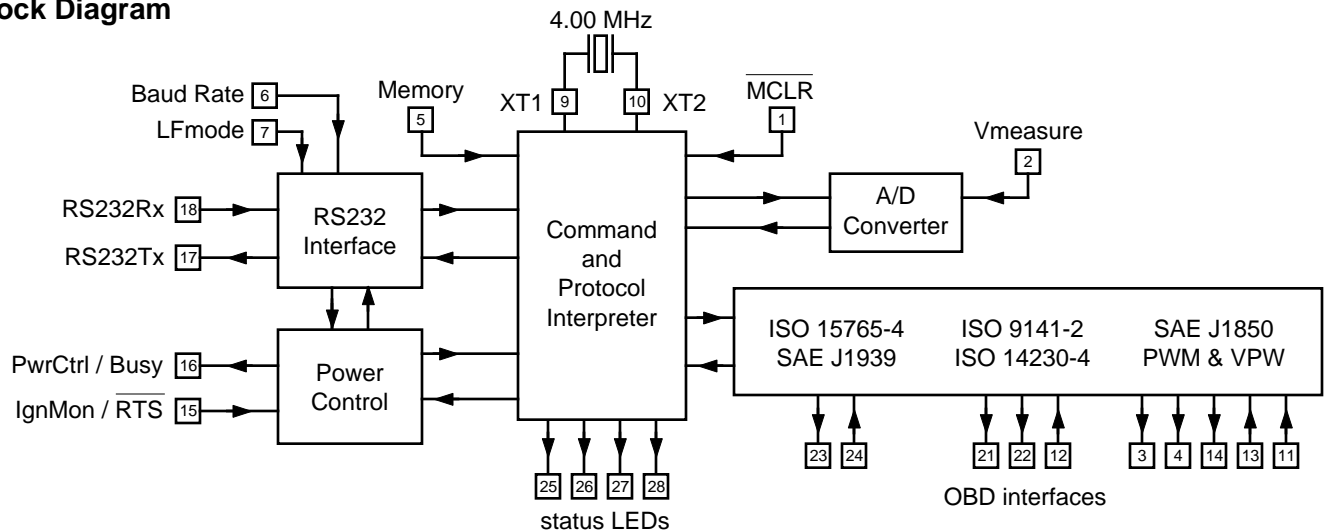 ock Diagram
4.00 MHz
Baud Rate 6
LFmode 7
Memory
5
XT1 9
10 XT2
MCLR
1
Vmeasure
2
RS232Rx 18
RS232Tx 17
RS232
Interface
Command
and
Protocol
Interpreter
A/D
Converter
PwrCtrl / Busy 16
IgnMon / RTS 15
Power
Control
ISO 15765-4
SAE J1939
ISO 9141-2
ISO 14230-4
SAE J1850
PWM & VPW
23 24
21 22 12
3 4 14 13 11
OBD interfaces
25 26 27 28
status LEDs